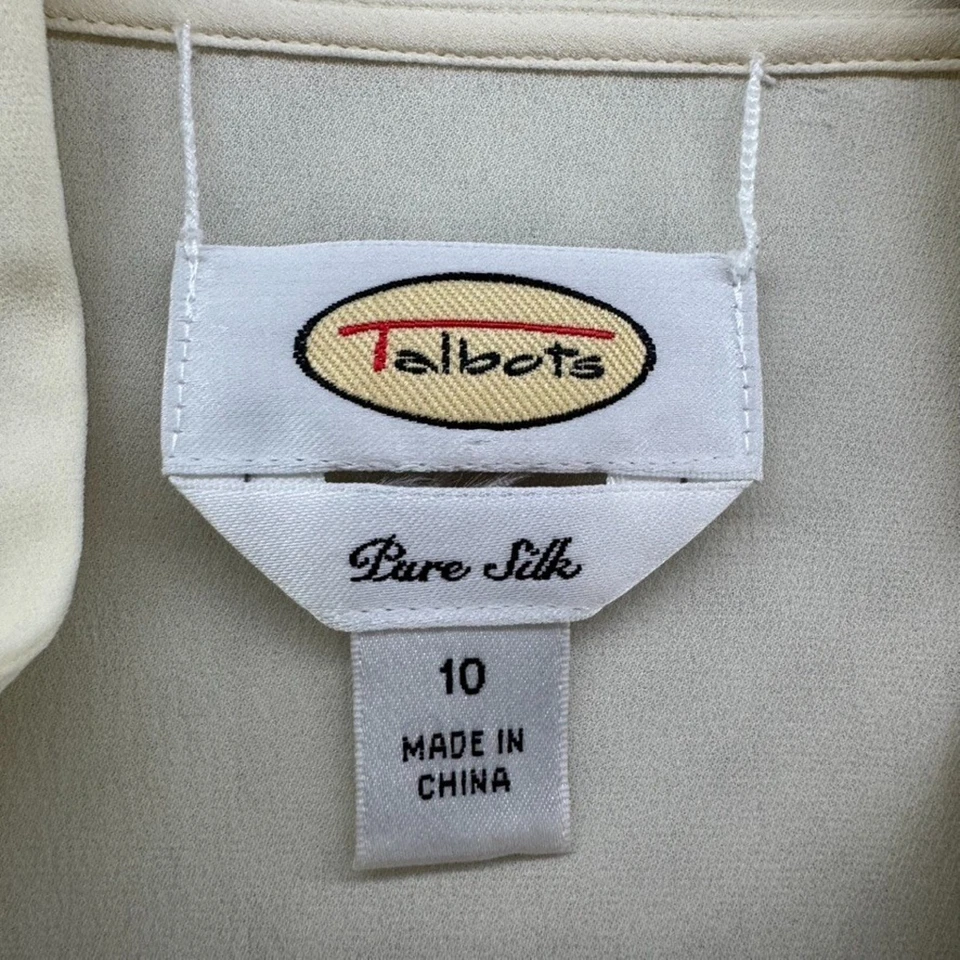 Talbots
Pure Silk
10
MADE IN
CHINA